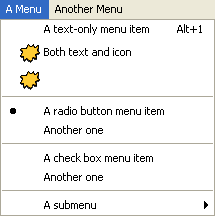 A Menu Another Menu
A text-only menu item Alt+1
Both text and icon
A radio button menu item
Another one
A check box menu item
Another one
A submenu